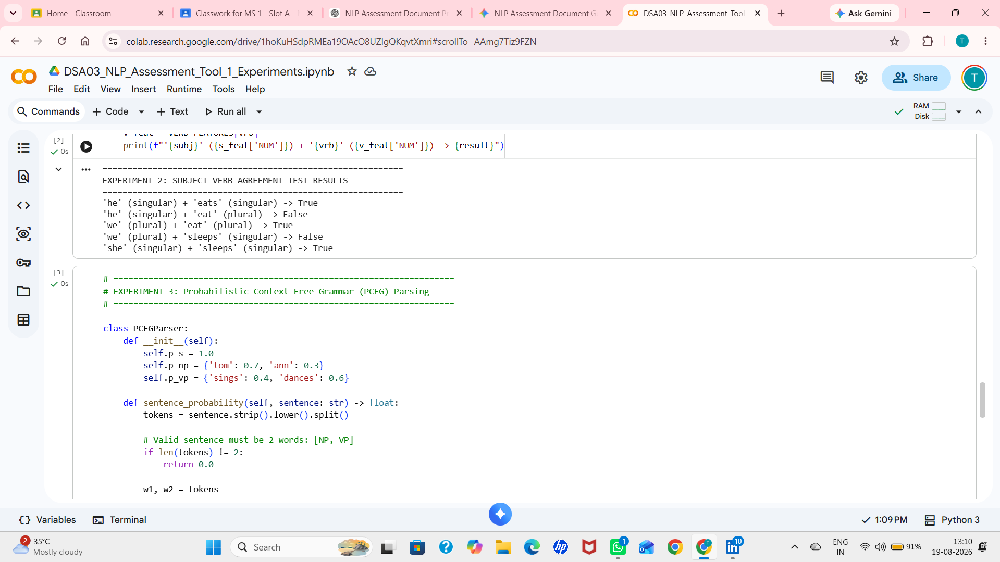 Home - Classroom
Classwork for MS 1 - Slot A -
NLP Assessment Document P
NLP Assessment Document G
DSA03_NLP_Assessment_Tool_
Ask Gemini
colab.research.google.com/drive/1hoKuHSdpRMEa19OAcO8UZlgQKqvtXmri#scrollTo=AAmg7Tiz9FZN
T
CO
DSA03_NLP_Assessment_Tool_1_Experiments.ipynb
File Edit View Insert Runtime Tools Help
Share
T
Commands + Code + Text Run all
RAM
Disk
[2]
0s
v_feat = VERB_FEATURES[vrb]
print(f"'{subj}' ({s_feat['NUM']}) + '{vrb}' ({v_feat['NUM']}) -> {result}")
============================================================
EXPERIMENT 2: SUBJECT-VERB AGREEMENT TEST RESULTS
============================================================
'he' (singular) + 'eats' (singular) -> True
'he' (singular) + 'eat' (plural) -> False
'we' (plural) + 'eat' (plural) -> True
'we' (plural) + 'sleeps' (singular) -> False
'she' (singular) + 'sleeps' (singular) -> True
[3]
0s
# ====================================================================
# EXPERIMENT 3: Probabilistic Context-Free Grammar (PCFG) Parsing
# ====================================================================
class PCFGParser:
def __init__(self):
self.p_s = 1.0
self.p_np = {'tom': 0.7, 'ann': 0.3}
self.p_vp = {'sings': 0.4, 'dances': 0.6}
def sentence_probability(self, sentence: str) -> float:
tokens = sentence.strip().lower().split()
# Valid sentence must be 2 words: [NP, VP]
if len(tokens) != 2:
return 0.0
w1, w2 = tokens
Variables Terminal
1:09 PM Python 3
2
35°C
Mostly cloudy
Search
1
10
ENG
IN
91%
13:10
19-08-2026